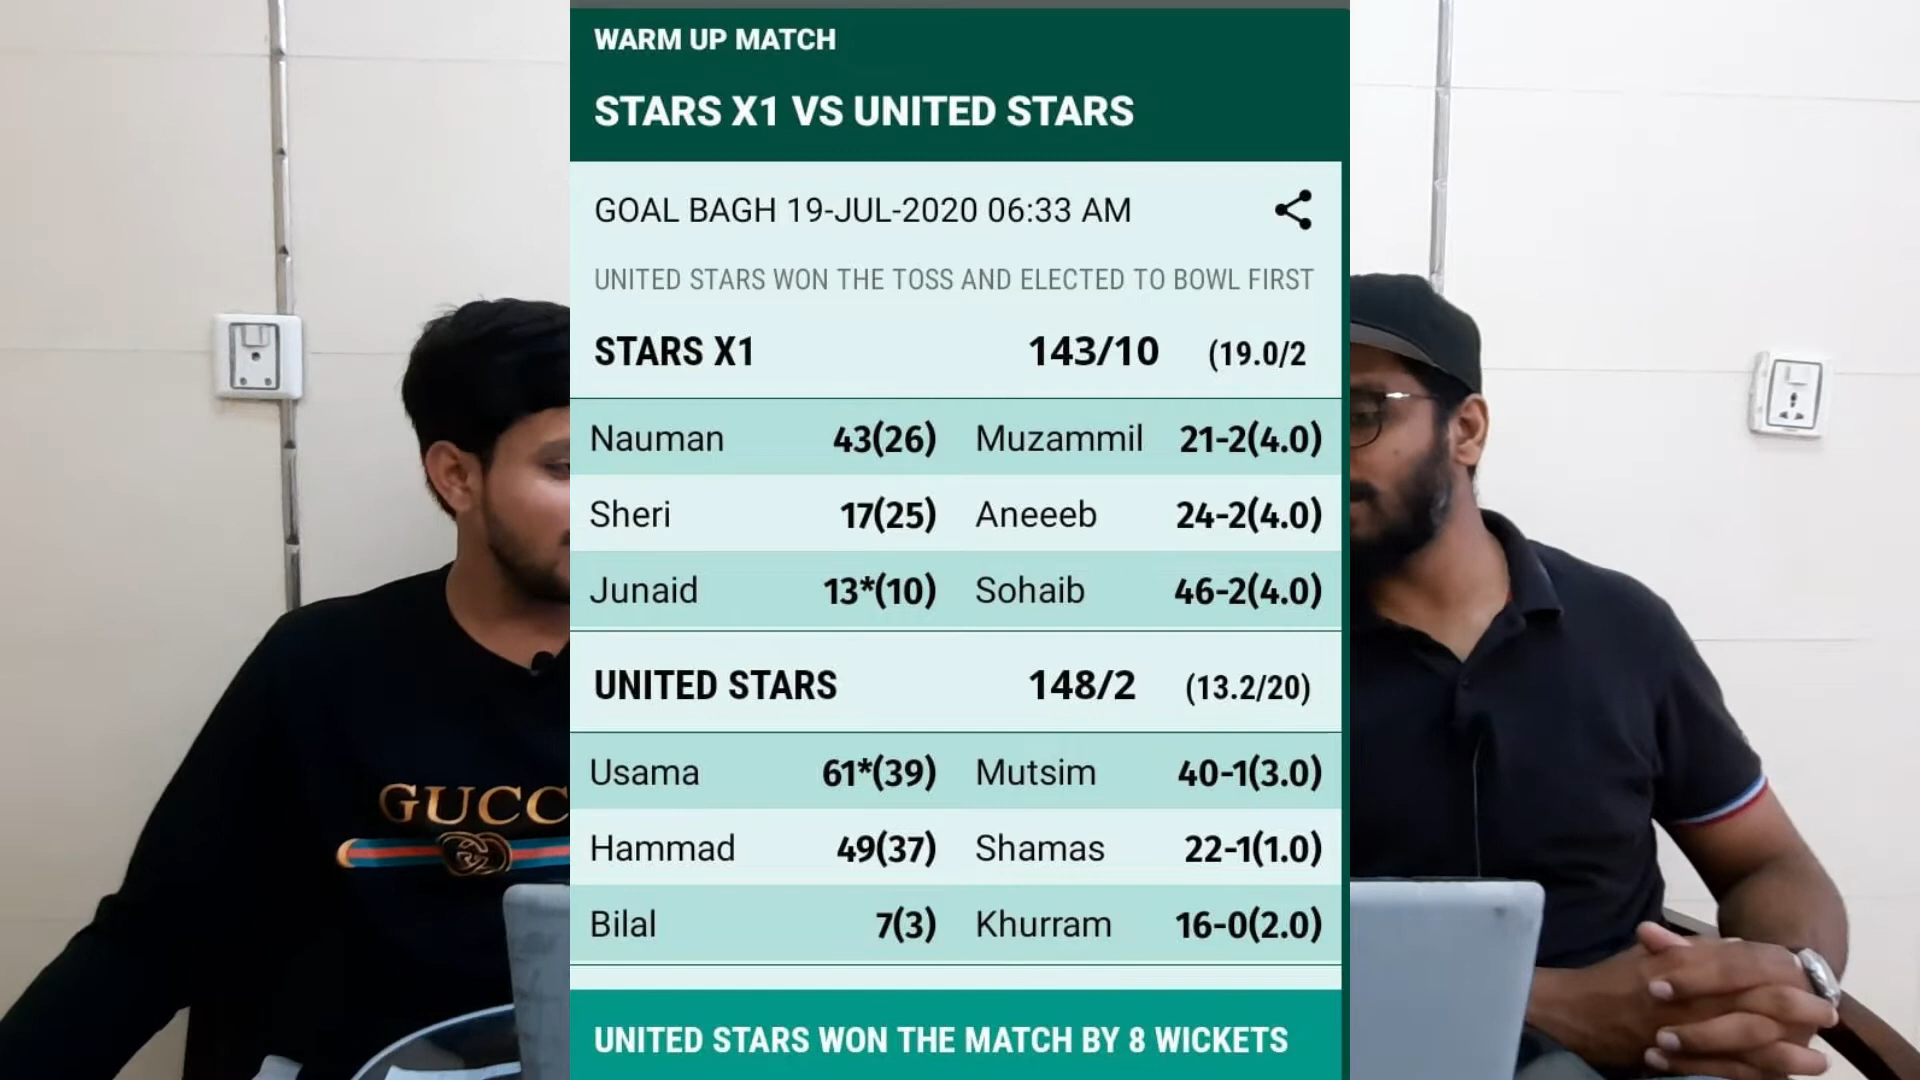 WARM UP MATCH
STARS X1 VS UNITED STARS
GOAL BAGH 19-JUL-2020 06:33 AM
UNITED STARS WON THE TOSS AND ELECTED TO BOWL FIRST
STARS X1 143/10 (19.0/2
Nauman 43(26) Muzammil 21-2(4.0)
Sheri 17(25) Aneeeb 24-2(4.0)
Junaid 13*(10) Sohaib 46-2(4.0)
UNITED STARS 148/2 (13.2/20)
Usama 61*(39) Mutsim 40-1(3.0)
GUCC
Hammad 49(37) Shamas 22-1(1.0)
Bilal 7(3) Khurram 16-0(2.0)
UNITED STARS WON THE MATCH BY 8 WICKETS